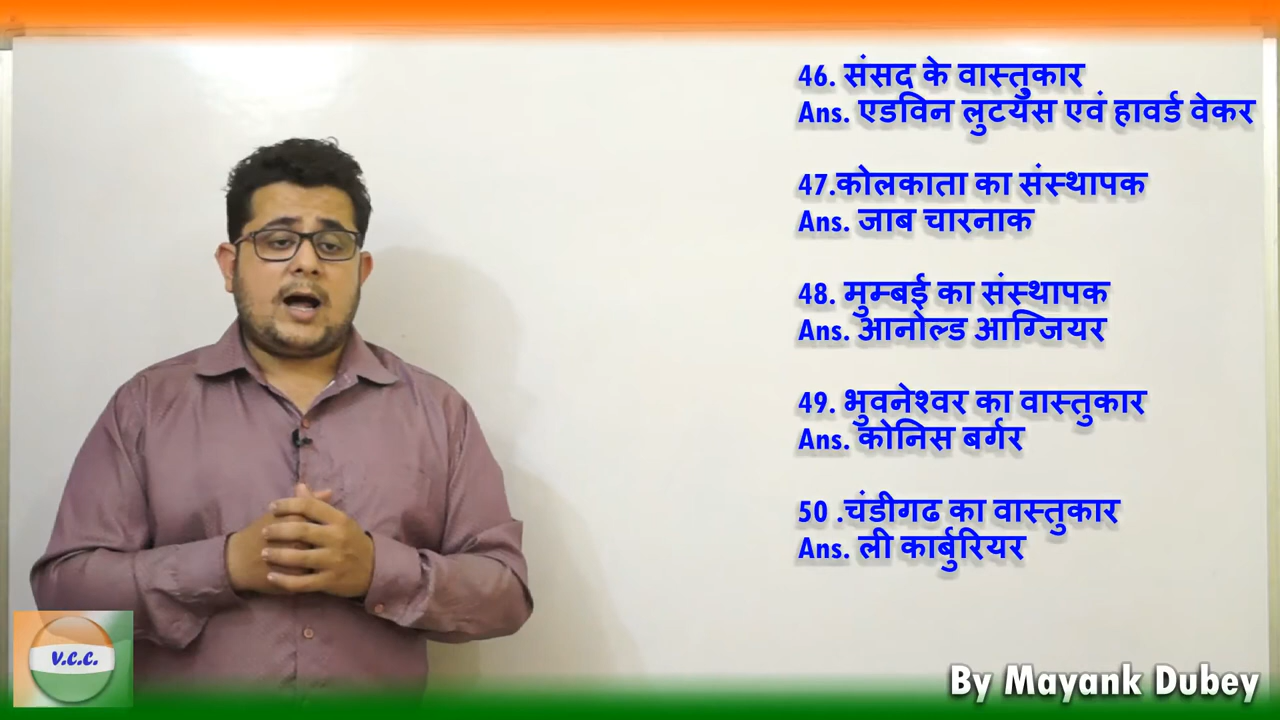 46. संसद के वास्तुकार
Ans. एडविन लुटयेंस एवं हावर्ड वेकर
47.कोलकाता का संस्थापक
Ans. जाब चारनाक
48. मुम्बई का संस्थापक
Ans. आनोल्ड आग्जियर
49. भुवनेश्वर का वास्तुकार
Ans. कोनिस बर्गर
50 .चंडीगढ का वास्तुकार
Ans. ली कार्बुरियर
V.C.C.
By Mayank Dubey